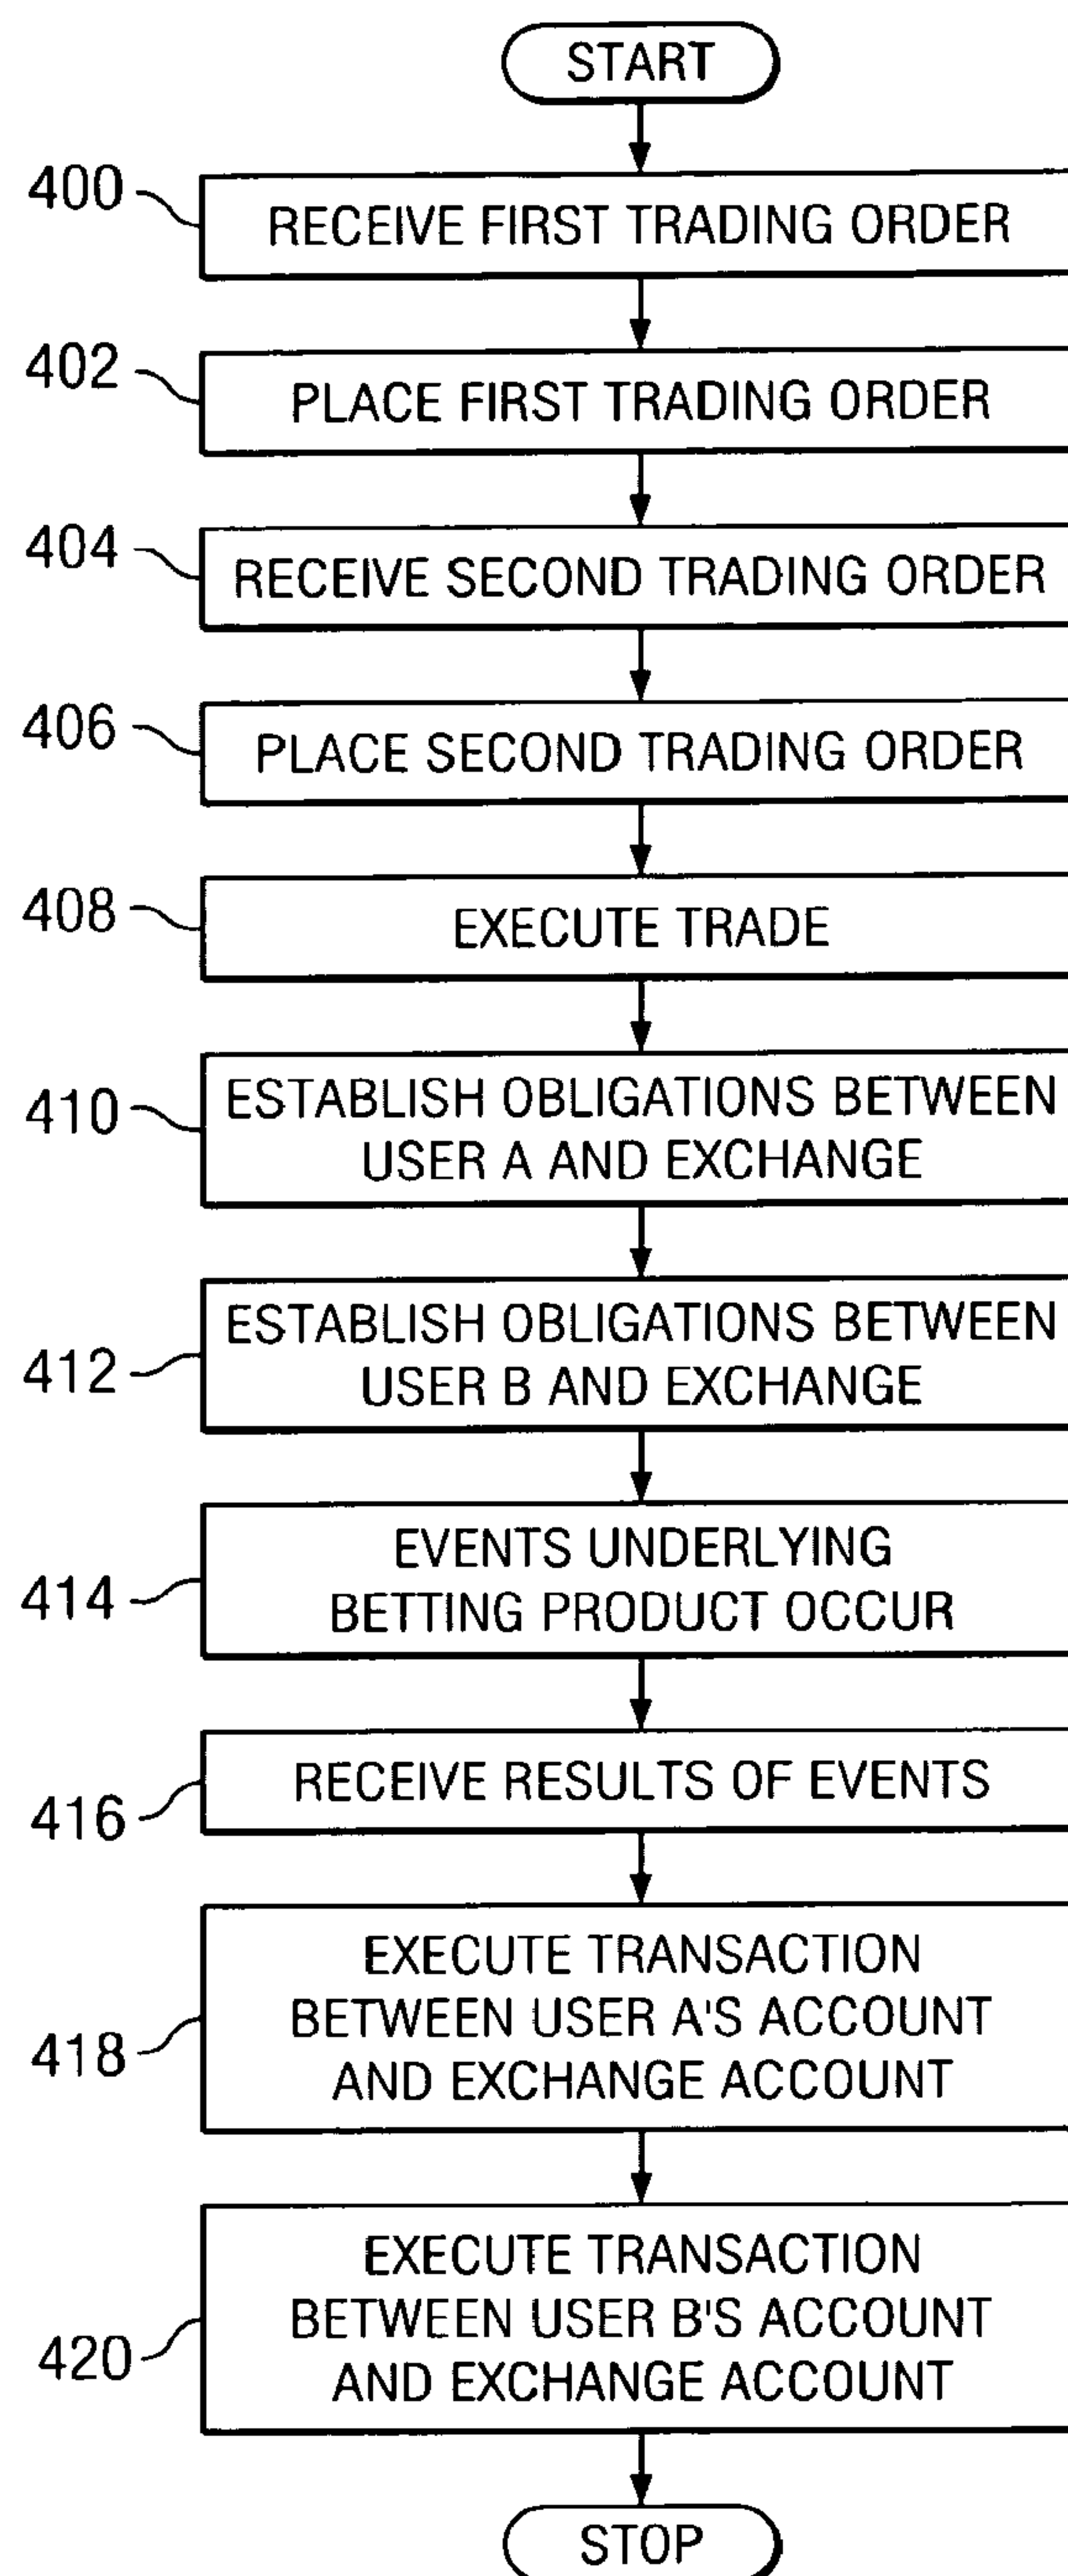 START
400
RECEIVE FIRST TRADING ORDER
402
PLACE FIRST TRADING ORDER
404
RECEIVE SECOND TRADING ORDER
406
PLACE SECOND TRADING ORDER
408
EXECUTE TRADE
410
ESTABLISH OBLIGATIONS BETWEEN
USER A AND EXCHANGE
412
ESTABLISH OBLIGATIONS BETWEEN
USER B AND EXCHANGE
414
EVENTS UNDERLYING
BETTING PRODUCT OCCUR
416
RECEIVE RESULTS OF EVENTS
418
EXECUTE TRANSACTION
BETWEEN USER A'S ACCOUNT
AND EXCHANGE ACCOUNT
420
EXECUTE TRANSACTION
BETWEEN USER B'S ACCOUNT
AND EXCHANGE ACCOUNT
STOP